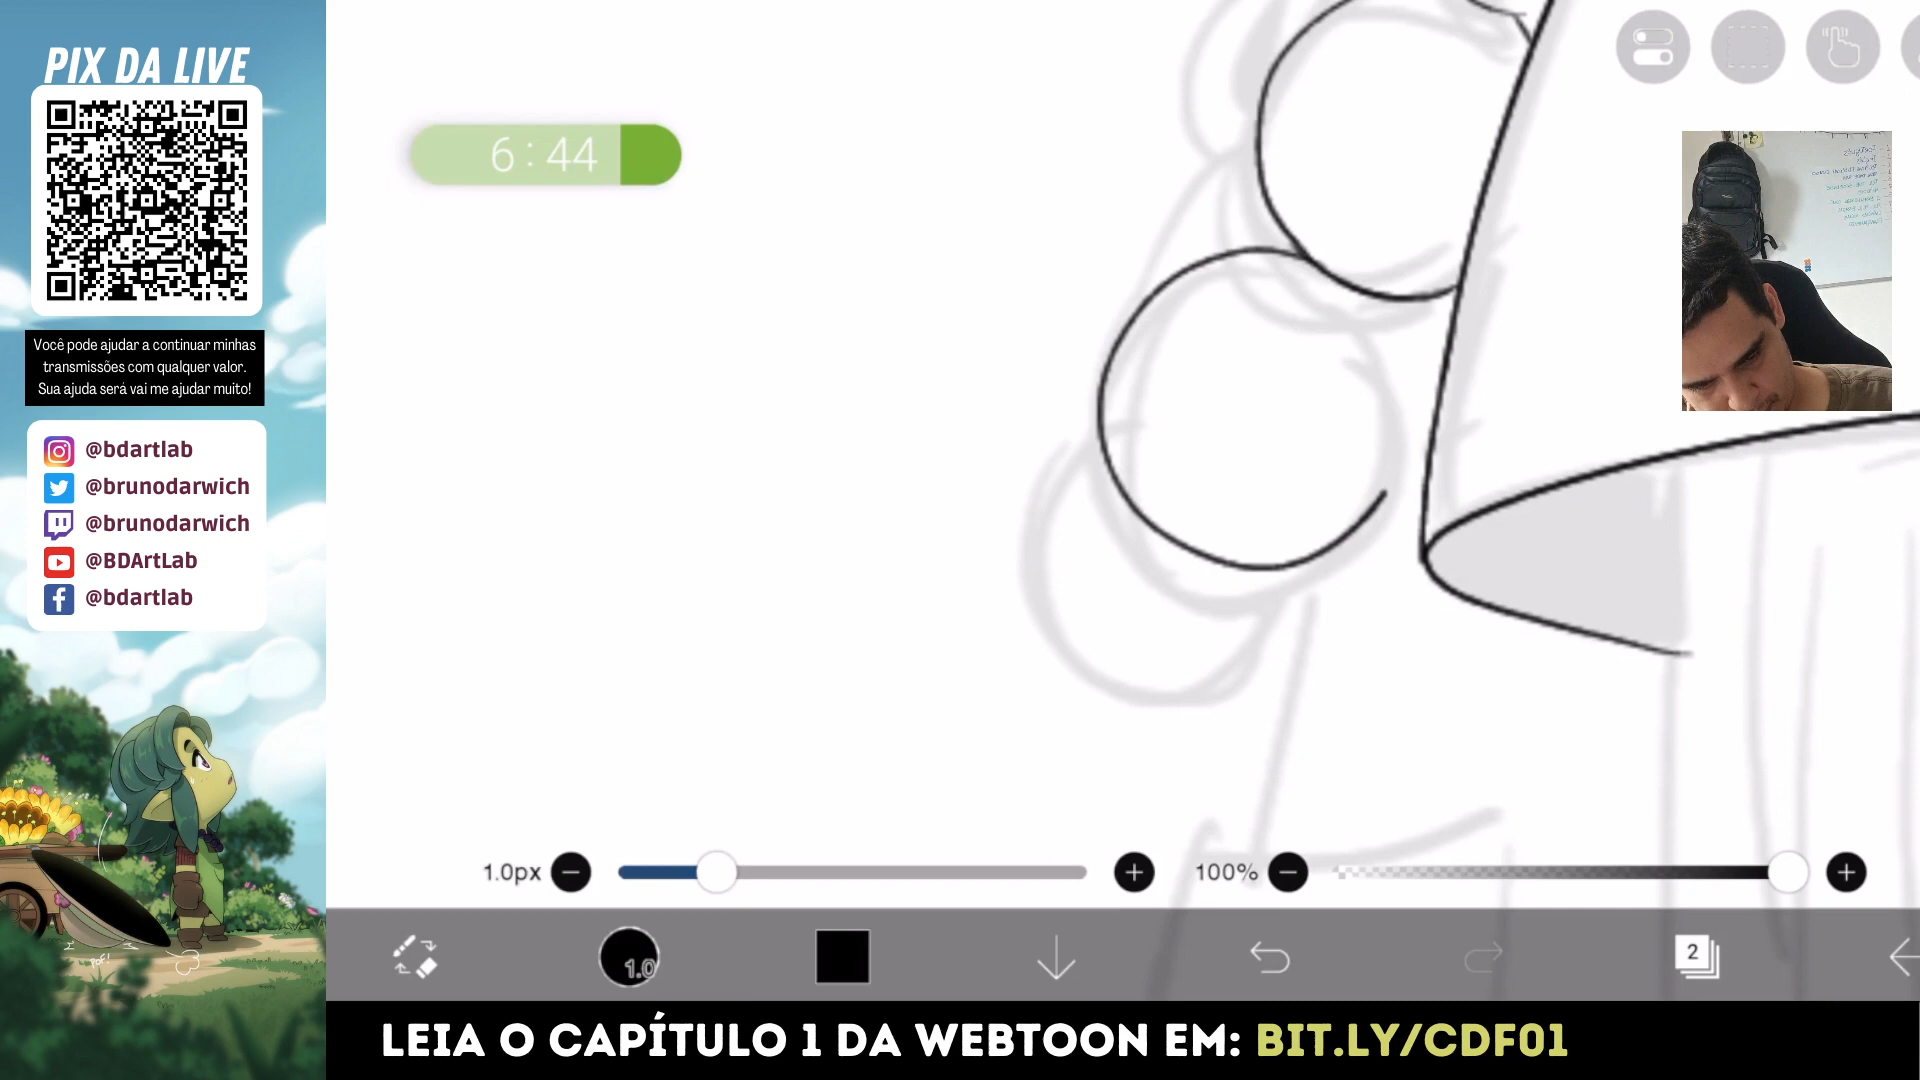 PIX DA LIVE
Você pode ajudar a continuar minhas
transmissões com qualquer valor.
Sua ajuda será vai me ajudar muito!
@bdartlab
@brunodarwich
@brunodarwich
@BDArtLab
@bdartlab
POF!
6:44
1.0px
100%
1.0
2
LEIA O CAPÍTULO 1 DA WEBTOON EM: BIT.LY/CDF01